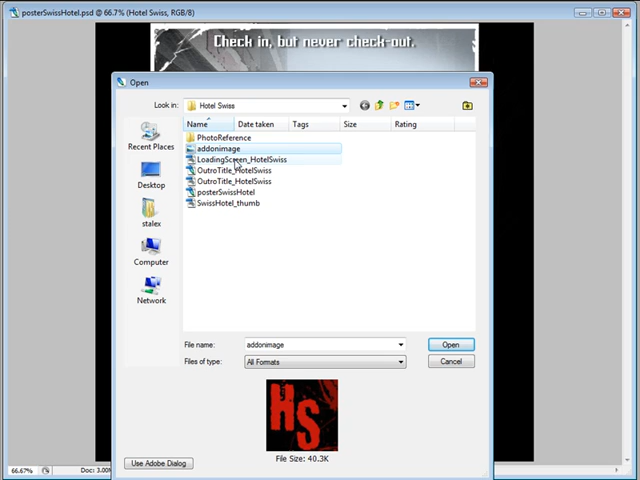 posterSwissHotel.psd @ 66.7% (Hotel Swiss, RGB/8)
Check in, but never check-out.
Open
Look in:
Hotel Swiss
Name
Date taken
Tags
Size
Rating
PhotoReference
addonimage
LoadingScreen_HotelSwiss
OutroTitle_HotelSwiss
OutroTitle_HotelSwiss
posterSwissHotel
SwissHotel_thumb
Recent Places
Desktop
stalex
Computer
Network
File name:
addonimage
Open
Files of type:
All Formats
Cancel
HS
File Size: 40.3K
Use Adobe Dialog
66.67%
Doc: 3.00M